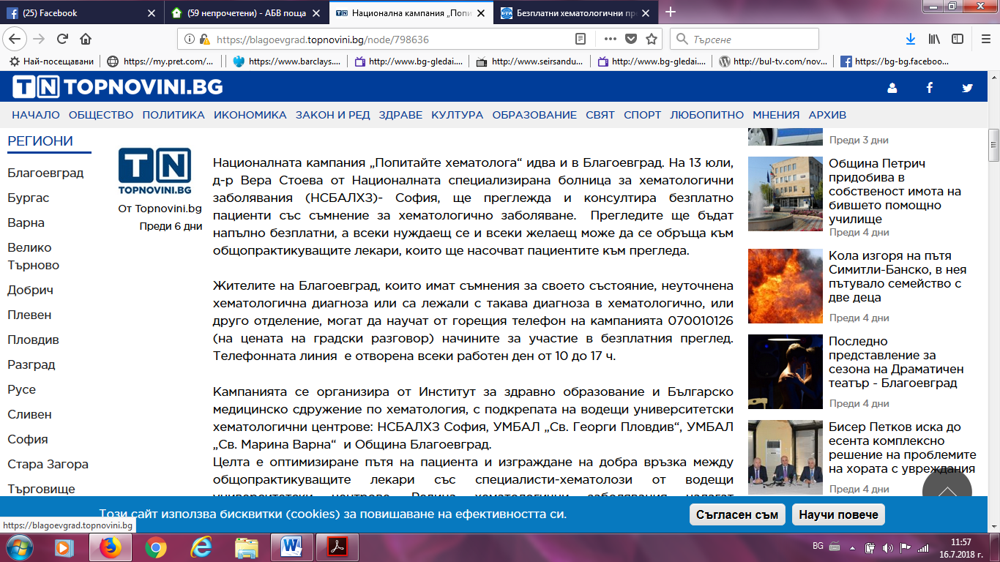 (25) Facebook
(59 непрочетени) - АБВ поща
Национална кампания „Попи
Безплатни хематологични пр
https://blagoevgrad.topnovini.bg/node/798636
Търсене
Най-посещавани
https://my.pret.com/...
https://www.barclays....
http://www.bg-gledai....
http://www.seirsandu...
http://www.bg-gledai....
http://bul-tv.com/nov...
https://bg-bg.faceboo...
TN TOPNOVINI.BG
НАЧАЛО ОБЩЕСТВО ПОЛИТИКА ИКОНОМИКА ЗАКОН И РЕД ЗДРАВЕ КУЛТУРА ОБРАЗОВАНИЕ СВЯТ СПОРТ ЛЮБОПИТНО МНЕНИЯ АРХИВ
РЕГИОНИ
Благоевград
Бургас
Варна
Велико
Търново
Добрич
Плевен
Пловдив
Разград
Русе
Сливен
София
Стара Загора
Търговище
TN
TOPNOVINI.BG
От Topnovini.bg
Преди 6 дни
Националната кампания „Попитайте хематолога“ идва и в Благоевград. На 13 юли,
д-р Вера Стоева от Националната специализирана болница за хематологични
заболявания (НСБАЛХЗ)- София, ще преглежда и консултира безплатно
пациенти със съмнение за хематологично заболяване. Прегледите ще бъдат
напълно безплатни, а всеки нуждаещ се и всеки желаещ може да се обръща към
общопрактикуващите лекари, които ще насочват пациентите към прегледа.
Жителите на Благоевград, които имат съмнения за своето състояние, неуточнена
хематологична диагноза или са лежали с такава диагноза в хематологично, или
друго отделение, могат да научат от горещия телефон на кампанията 070010126
(на цената на градски разговор) начините за участие в безплатния преглед.
Телефонната линия е отворена всеки работен ден от 10 до 17 ч.
Кампанията се организира от Институт за здравно образование и Българско
медицинско сдружение по хематология, с подкрепата на водещи университетски
хематологични центрове: НСБАЛХЗ София, УМБАЛ „Св. Георги Пловдив“, УМБАЛ
„Св. Марина Варна“ и Община Благоевград.
Целта е оптимизиране пътя на пациента и изграждане на добра връзка между
общопрактикуващите лекари със специалисти-хематолози от водещи
университетски центрове. Редица хематологични заболявания налагат
Преди 3 дни
Община Петрич
придобива в
собственост имота на
бившето помощно
училище
Преди 4 дни
Кола изгоря на пътя
Симитли-Банско, в нея
пътувало семейство с
две деца
Преди 4 дни
Последно
представление за
сезона на Драматичен
театър - Благоевград
Преди 4 дни
Бисер Петков иска до
есента комплексно
решение на проблемите
на хората с увреждания
Преди 4 дни
Този сайт използва бисквитки (cookies) за повишаване на ефективността си.
Съгласен съм
Научи повече
https://blagoevgrad.topnovini.bg
BG
11:57
16.7.2018 г.